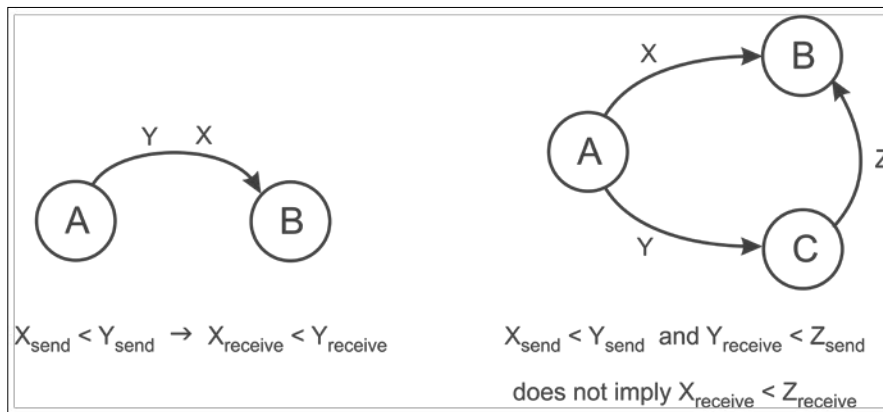 Y X
A
B
X_send < Y_send → X_receive < Y_receive
X
B
A
Z
Y
C
X_send < Y_send and Y_receive < Z_send
does not imply X_receive < Z_receive